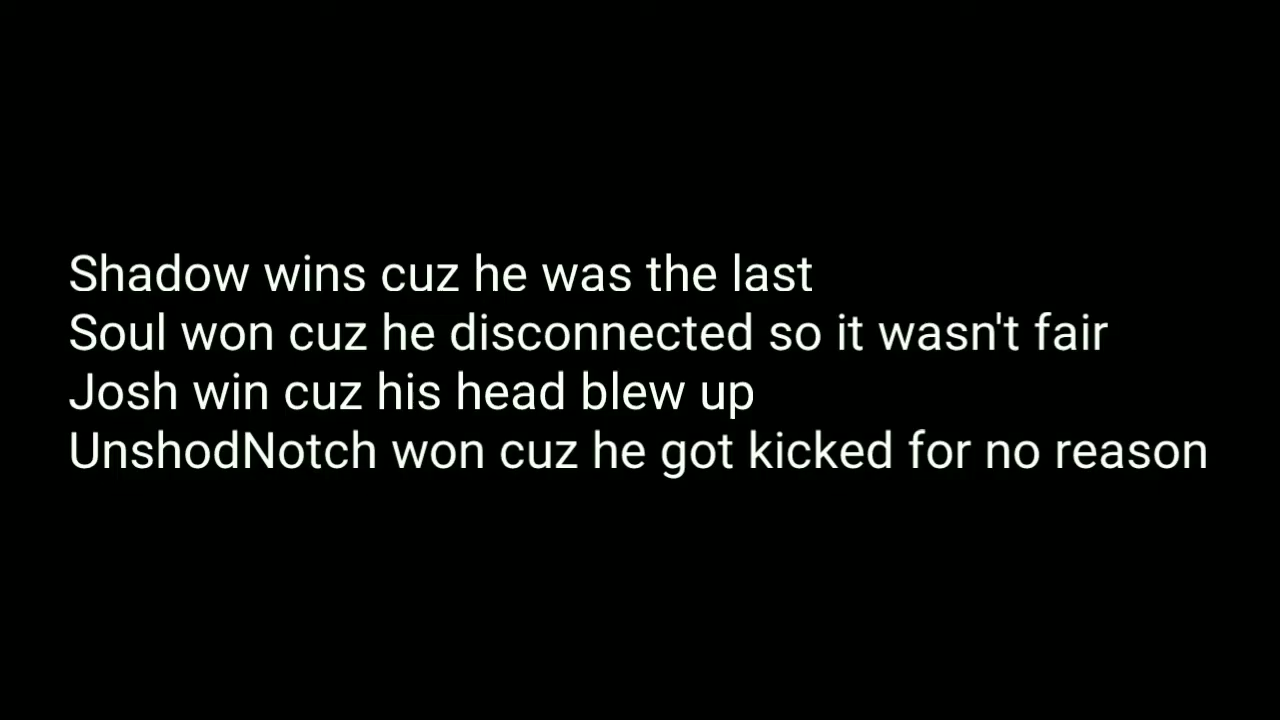 Shadow wins cuz he was the last
Soul won cuz he disconnected so it wasn't fair
Josh win cuz his head blew up
UnshodNotch won cuz he got kicked for no reason